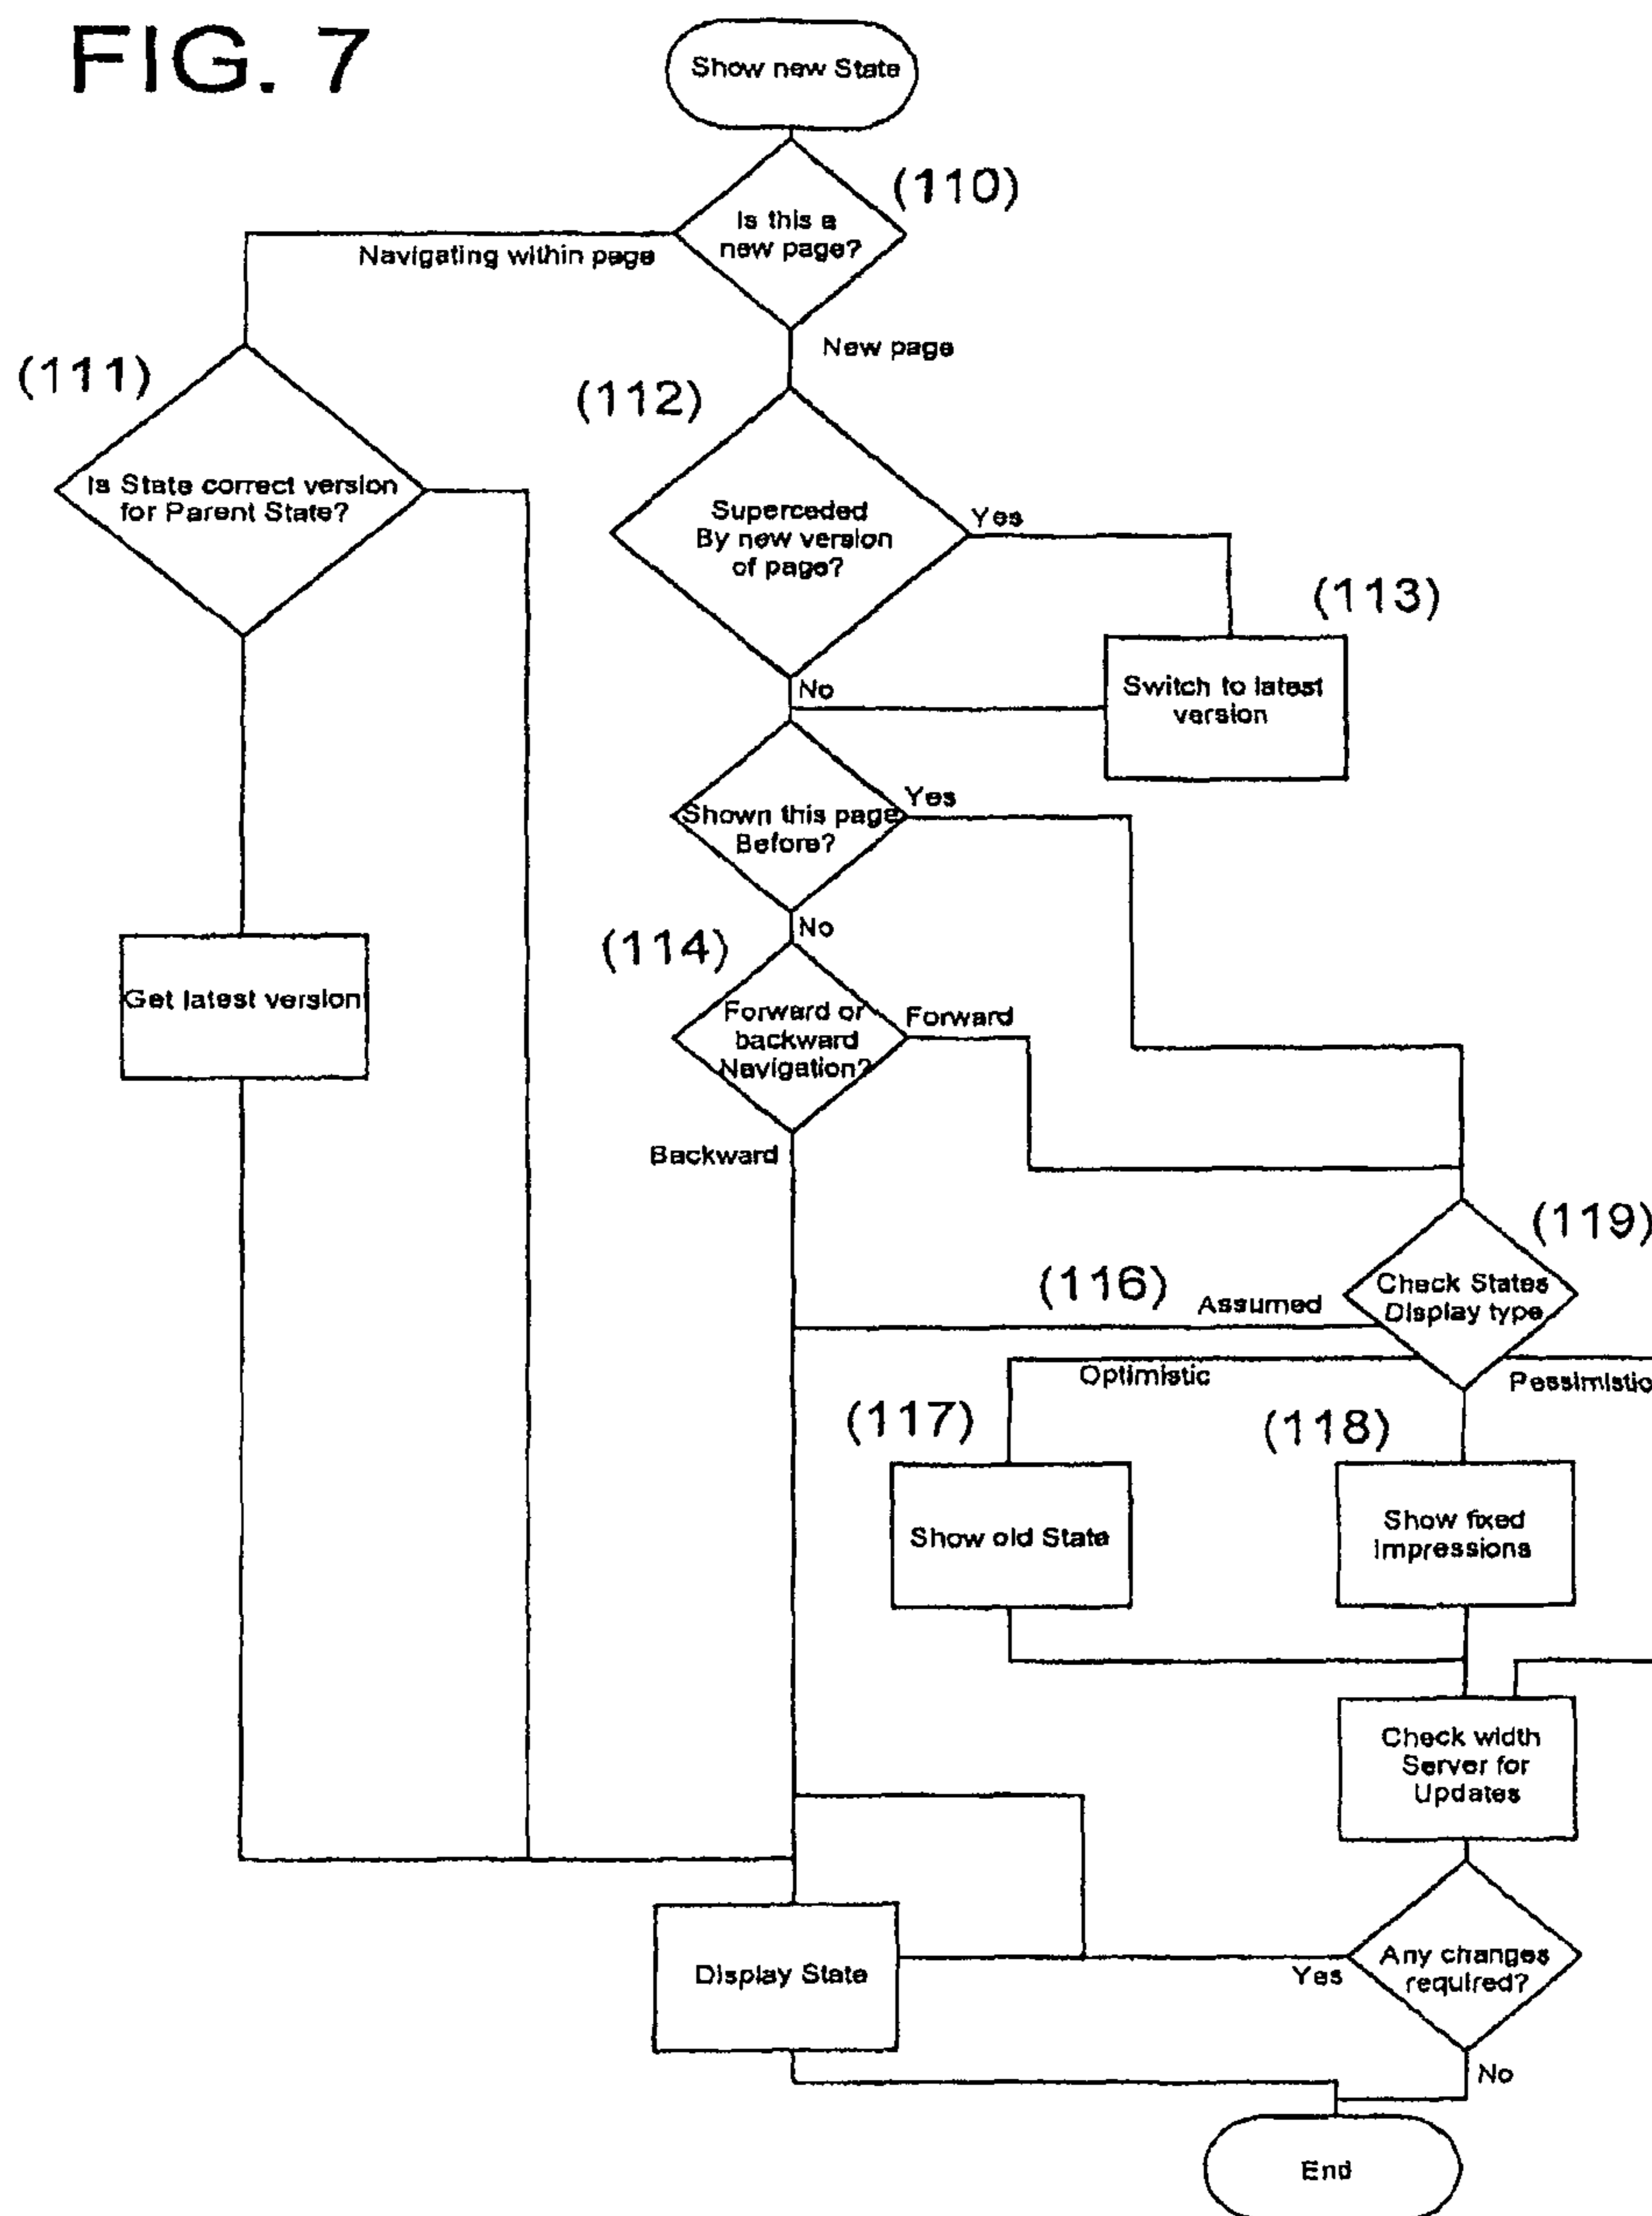 FIG. 7
Show new State
(110)
Is this a
new page?
Navigating within page
New page
(111)
(112)
Is State correct version
for Parent State?
Superceded
By new version
of page?
Yes
(113)
Switch to latest
version
No
Shown this page
Before?
Yes
No
(114)
Get latest version
Forward or
backward
Navigation?
Forward
Backward
(119)
(116)
Assumed
Check States
Display type
Optimistic
Pessimistic
(117)
(118)
Show old State
Show fixed
Impressions
Check width
Server for
Updates
Display State
Any changes
required?
Yes
No
End